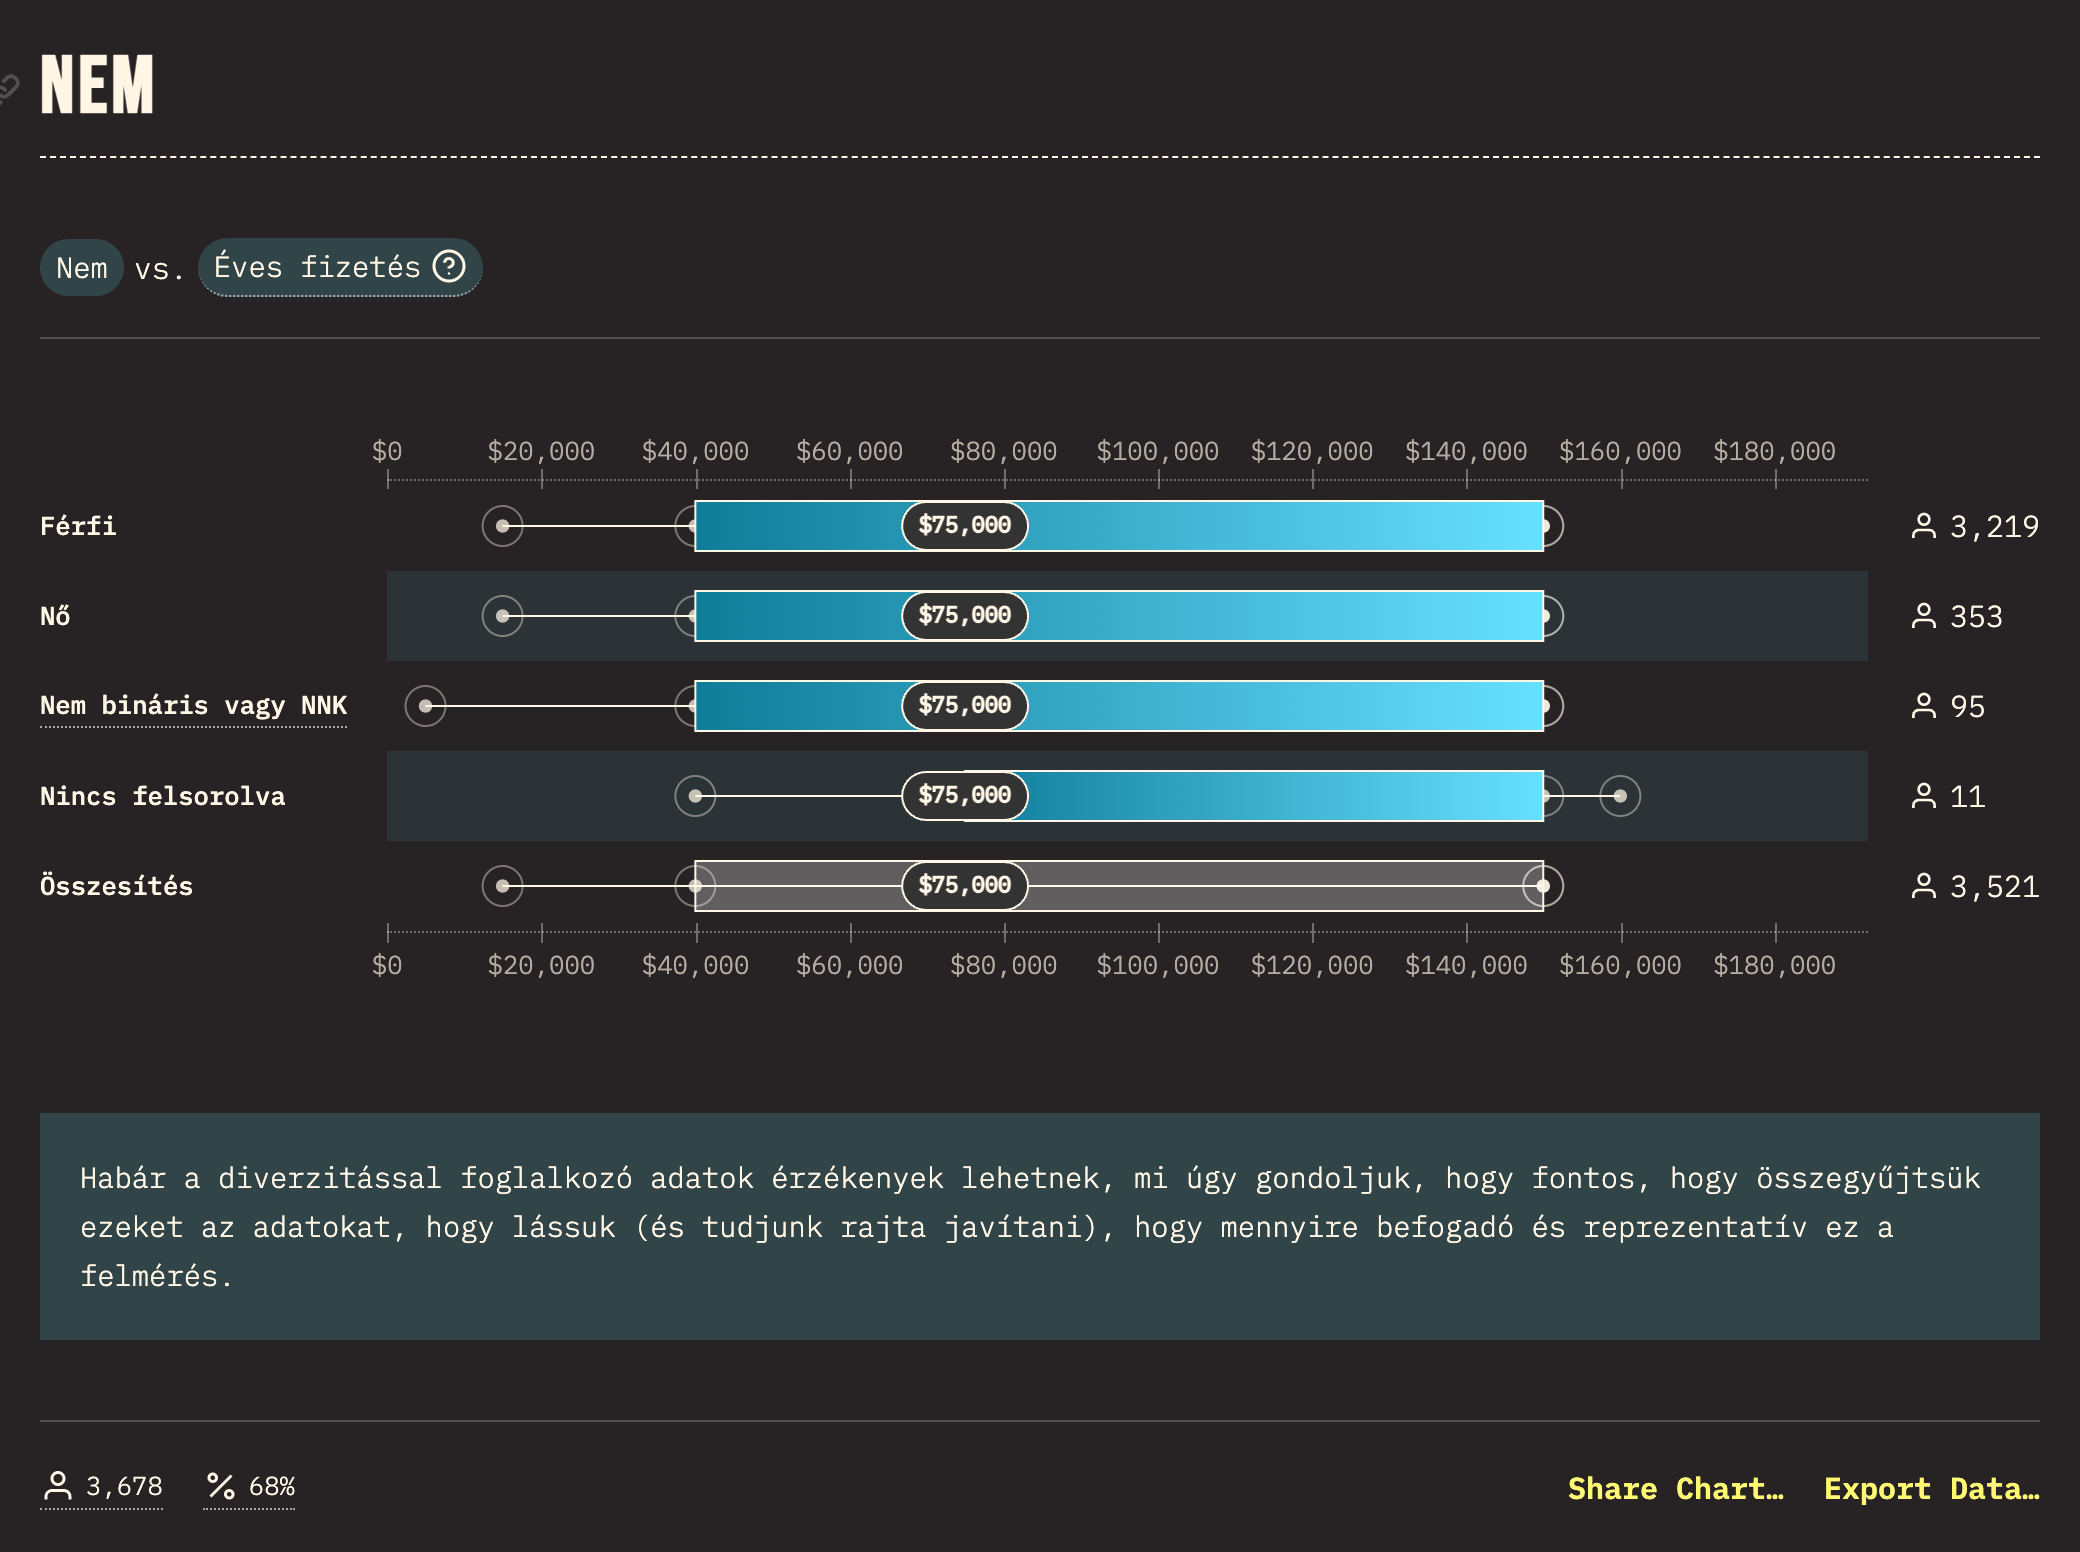 NEM
Nem vs. Éves fizetés
$0 $20,000 $40,000 $60,000 $80,000 $100,000 $120,000 $140,000 $160,000 $180,000
Férfi $75,000 3,219
Nő $75,000 353
Nem bináris vagy NNK $75,000 95
Nincs felsorolva $75,000 11
Összesítés $75,000 3,521
$0 $20,000 $40,000 $60,000 $80,000 $100,000 $120,000 $140,000 $160,000 $180,000
Habár a diverzitással foglalkozó adatok érzékenyek lehetnek, mi úgy gondoljuk, hogy fontos, hogy összegyűjtsük
ezeket az adatokat, hogy lássuk (és tudjunk rajta javítani), hogy mennyire befogadó és reprezentatív ez a
felmérés.
3,678 68% Share Chart… Export Data…